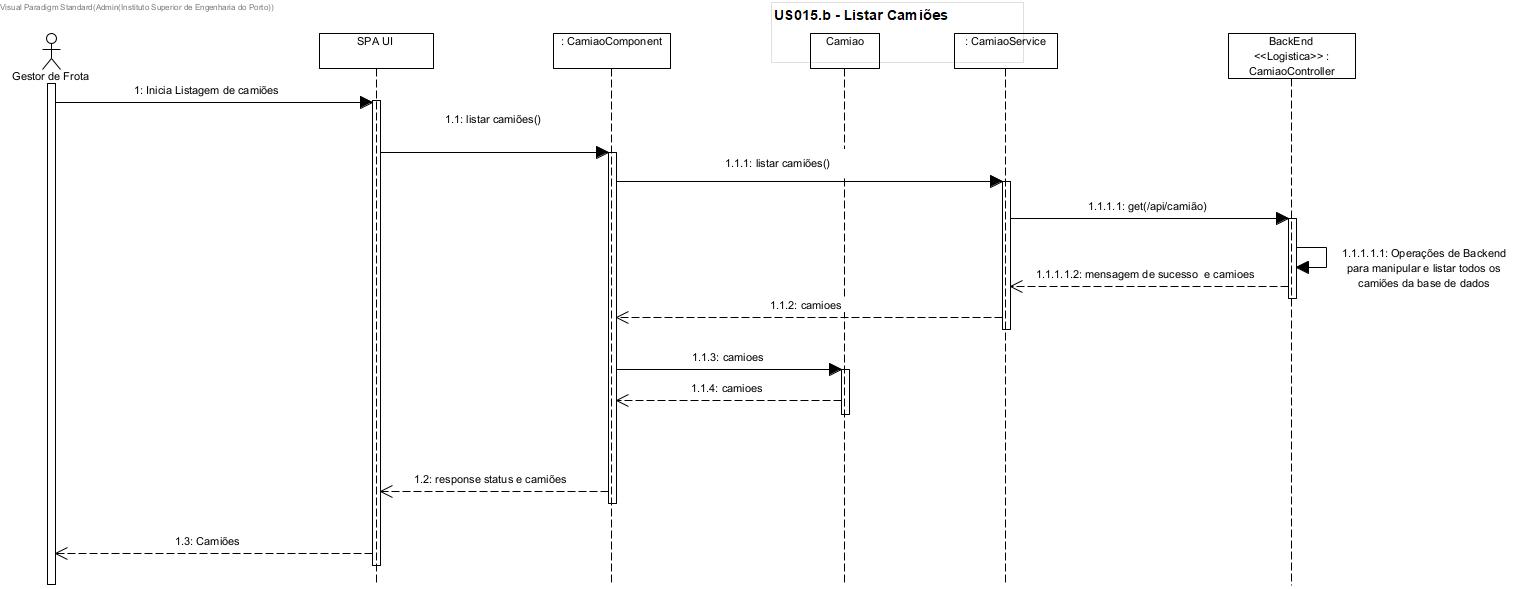 Visual Paradigm Standard(Admin(Instituto Superior de Engenharia do Porto))
US015.b - Listar Camiões
Gestor de Frota
SPA UI
: CamiaoComponent
Camiao
: CamiaoService
BackEnd
<<Logistica>> :
CamiaoController
1: Inicia Listagem de camiões
1.1: listar camiões()
1.1.1: listar camiões()
1.1.1.1: get(/api/camião)
1.1.1.1.1: Operações de Backend
para manipular e listar todos os
camiões da base de dados
1.1.1.1.2: mensagem de sucesso e camioes
1.1.2: camioes
1.1.3: camioes
1.1.4: camioes
1.2: response status e camiões
1.3: Camiões